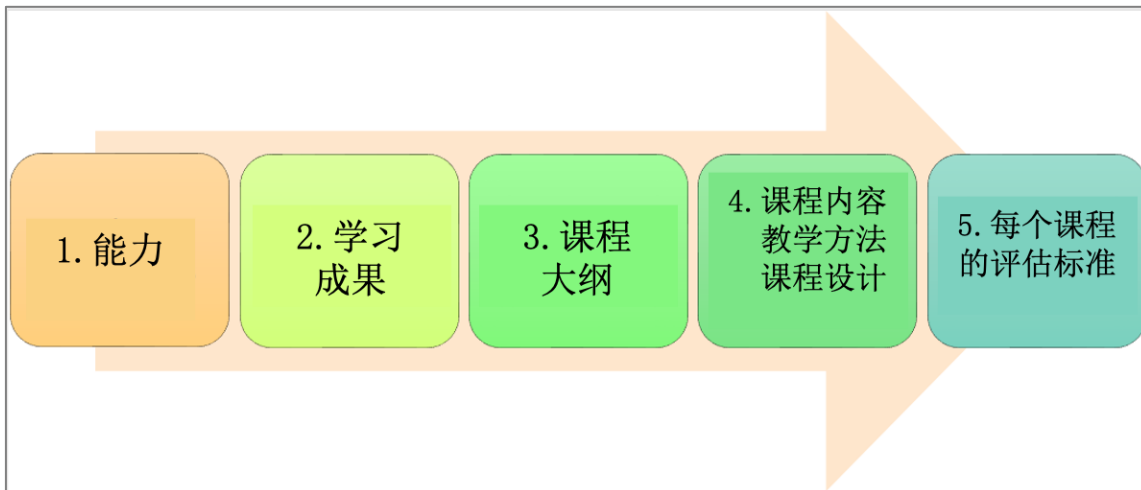 1.能力
2.学习
成果
3.课程
大纲
4.课程内容
教学方法
课程设计
5.每个课程
的评估标准